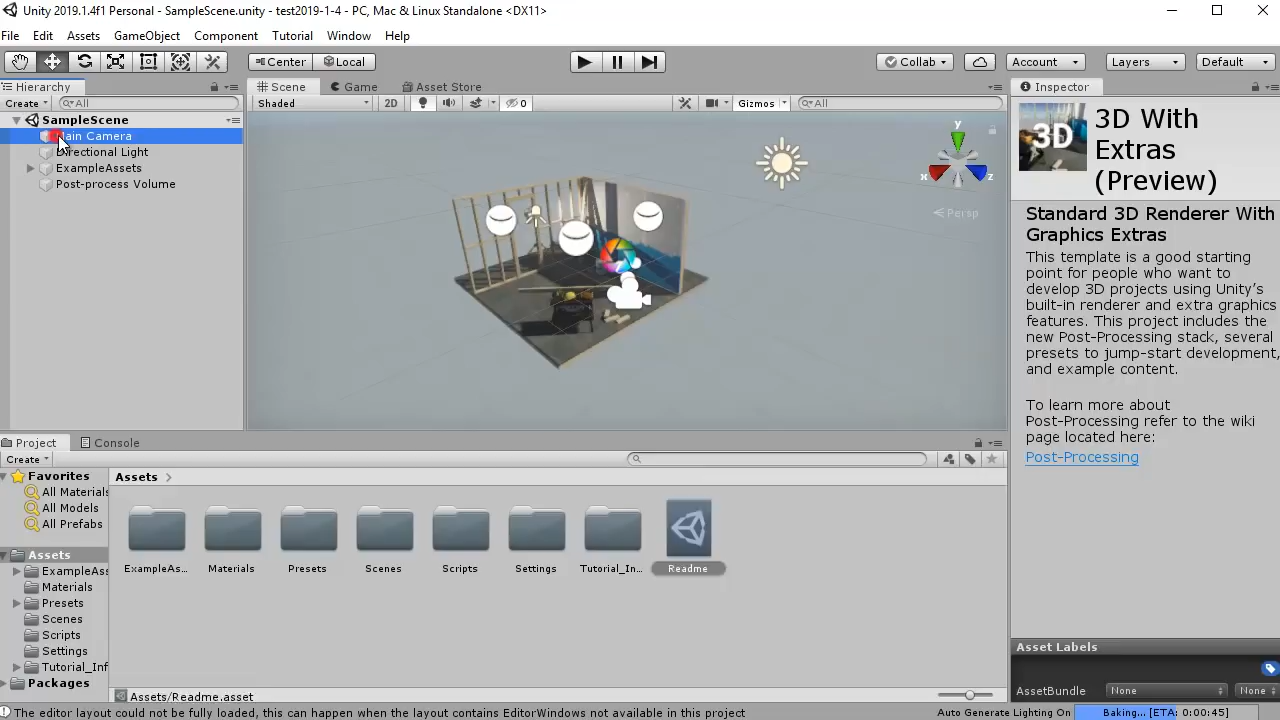 Unity 2019.1.4f1 Personal - SampleScene.unity - test2019-1-4 - PC, Mac & Linux Standalone <DX11>
File Edit Assets GameObject Component Tutorial Window Help
Center Local Collab Account Layers Default
Hierarchy
Create All
SampleScene
Main Camera
Directional Light
ExampleAssets
Post-process Volume
Scene Game Asset Store
Shaded 2D 0 Gizmos All
y
x z
Persp
Inspector
3D
3D With
Extras
(Preview)
Standard 3D Renderer With
Graphics Extras
This template is a good starting
point for people who want to
develop 3D projects using Unity's
built-in renderer and extra graphics
features. This project includes the
new Post-Processing stack, several
presets to jump-start development,
and example content.
To learn more about
Post-Processing refer to the wiki
page located here:
Post-Processing
Project Console
Create
Favorites
All Materials
All Models
All Prefabs
Assets
ExampleAss
Materials
Presets
Scenes
Scripts
Settings
Tutorial_Inf
Packages
Assets
ExampleAs... Materials Presets Scenes Scripts Settings Tutorial_In... Readme
Assets/Readme.asset
Asset Labels
AssetBundle None None
The editor layout could not be fully loaded, this can happen when the layout contains EditorWindows not available in this project
Auto Generate Lighting On Baking... [ETA: 0:00:45]